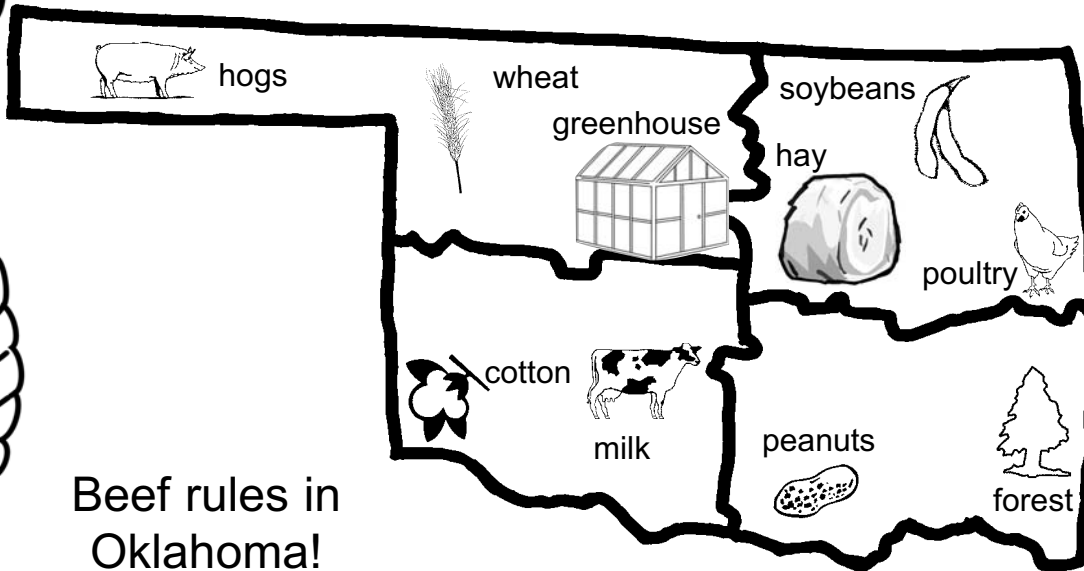 hogs
wheat
greenhouse
soybeans
hay
poultry
cotton
milk
peanuts
forest
Beef rules in
Oklahoma!